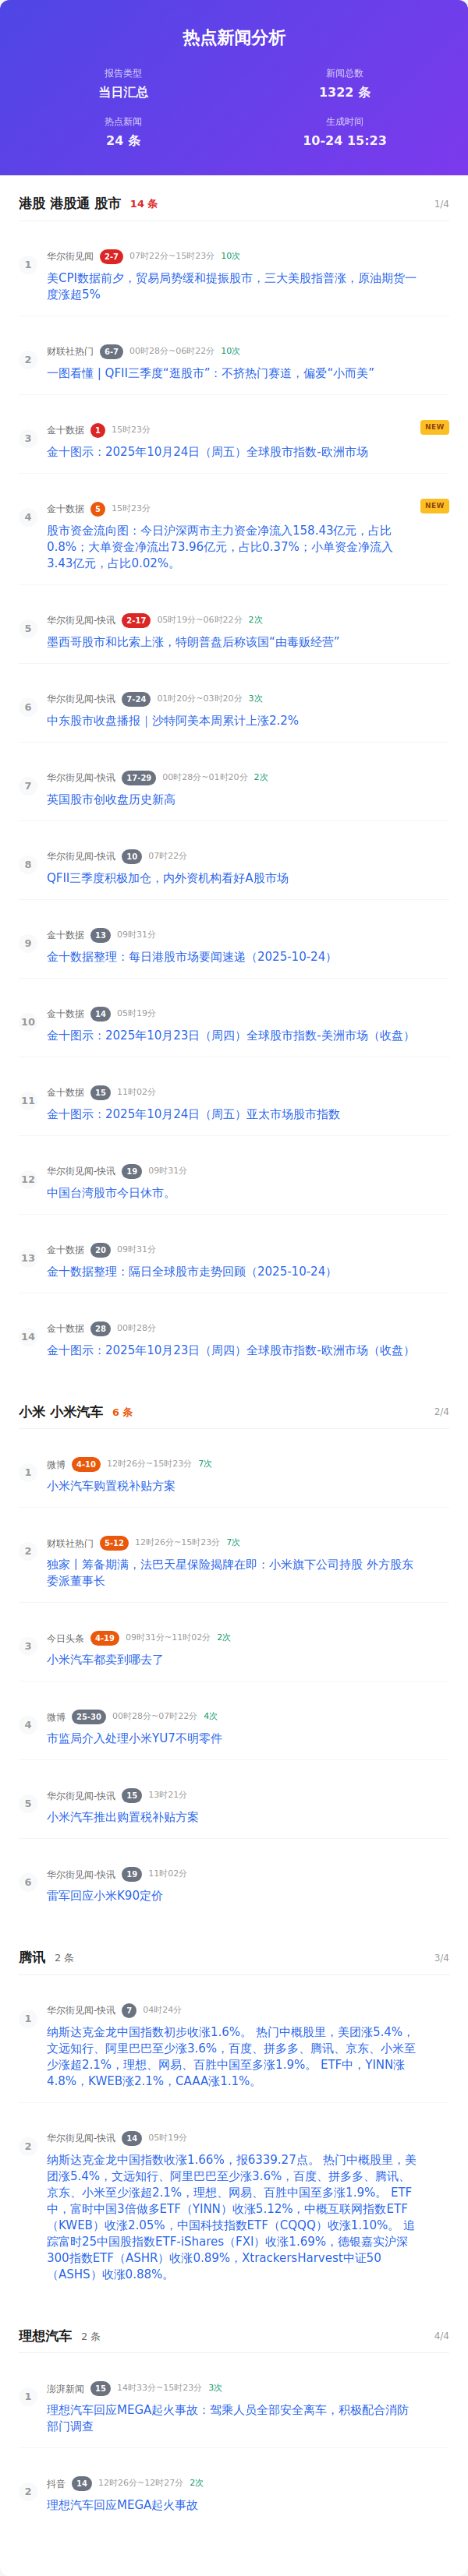 热点新闻分析
报告类型
新闻总数
当日汇总
1322 条
热点新闻
生成时间
24 条
10-24 15:23
港股 港股通 股市 14 条 1/4
1
华尔街见闻 2-7 07时22分~15时23分 10次
美CPI数据前夕，贸易局势缓和提振股市，三大美股指普涨，原油期货一
度涨超5%
2
财联社热门 6-7 00时28分~06时22分 10次
一图看懂 | QFII三季度“逛股市”：不挤热门赛道，偏爱“小而美”
3
金十数据 1 15时23分 NEW
金十图示：2025年10月24日（周五）全球股市指数-欧洲市场
4
金十数据 5 15时23分 NEW
股市资金流向图：今日沪深两市主力资金净流入158.43亿元，占比
0.8%；大单资金净流出73.96亿元，占比0.37%；小单资金净流入
3.43亿元，占比0.02%。
5
华尔街见闻-快讯 2-17 05时19分~06时22分 2次
墨西哥股市和比索上涨，特朗普盘后称该国“由毒贩经营”
6
华尔街见闻-快讯 7-24 01时20分~03时20分 3次
中东股市收盘播报｜沙特阿美本周累计上涨2.2%
7
华尔街见闻-快讯 17-29 00时28分~01时20分 2次
英国股市创收盘历史新高
8
华尔街见闻-快讯 10 07时22分
QFII三季度积极加仓，内外资机构看好A股市场
9
金十数据 13 09时31分
金十数据整理：每日港股市场要闻速递（2025-10-24）
10
金十数据 14 05时19分
金十图示：2025年10月23日（周四）全球股市指数-美洲市场（收盘）
11
金十数据 15 11时02分
金十图示：2025年10月24日（周五）亚太市场股市指数
12
华尔街见闻-快讯 19 09时31分
中国台湾股市今日休市。
13
金十数据 20 09时31分
金十数据整理：隔日全球股市走势回顾（2025-10-24）
14
金十数据 28 00时28分
金十图示：2025年10月23日（周四）全球股市指数-欧洲市场（收盘）
小米 小米汽车 6 条 2/4
1
微博 4-10 12时26分~15时23分 7次
小米汽车购置税补贴方案
2
财联社热门 5-12 12时26分~15时23分 7次
独家丨筹备期满，法巴天星保险揭牌在即：小米旗下公司持股 外方股东
委派董事长
3
今日头条 4-19 09时31分~11时02分 2次
小米汽车都卖到哪去了
4
微博 25-30 00时28分~07时22分 4次
市监局介入处理小米YU7不明零件
5
华尔街见闻-快讯 15 13时21分
小米汽车推出购置税补贴方案
6
华尔街见闻-快讯 19 11时02分
雷军回应小米K90定价
腾讯 2 条 3/4
1
华尔街见闻-快讯 7 04时24分
纳斯达克金龙中国指数初步收涨1.6%。 热门中概股里，美团涨5.4%，
文远知行、阿里巴巴至少涨3.6%，百度、拼多多、腾讯、京东、小米至
少涨超2.1%，理想、网易、百胜中国至多涨1.9%。 ETF中，YINN涨
4.8%，KWEB涨2.1%，CAAA涨1.1%。
2
华尔街见闻-快讯 14 05时19分
纳斯达克金龙中国指数收涨1.66%，报6339.27点。 热门中概股里，美
团涨5.4%，文远知行、阿里巴巴至少涨3.6%，百度、拼多多、腾讯、
京东、小米至少涨超2.1%，理想、网易、百胜中国至多涨1.9%。 ETF
中，富时中国3倍做多ETF（YINN）收涨5.12%，中概互联网指数ETF
（KWEB）收涨2.05%，中国科技指数ETF（CQQQ）收涨1.10%。 追
踪富时25中国股指数ETF-iShares（FXI）收涨1.69%，德银嘉实沪深
300指数ETF（ASHR）收涨0.89%，XtrackersHarvest中证50
（ASHS）收涨0.88%。
理想汽车 2 条 4/4
1
澎湃新闻 15 14时33分~15时23分 3次
理想汽车回应MEGA起火事故：驾乘人员全部安全离车，积极配合消防
部门调查
2
抖音 14 12时26分~12时27分 2次
理想汽车回应MEGA起火事故